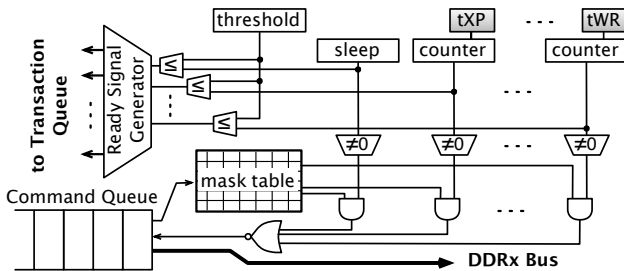 threshold
tXP
- - -
tWR
sleep
counter
counter
to Transaction
Queue
Ready Signal
Generator
≤
≤
≤
- - -
≠0
≠0
- - -
≠0
mask table
Command Queue
- - -
DDRx Bus